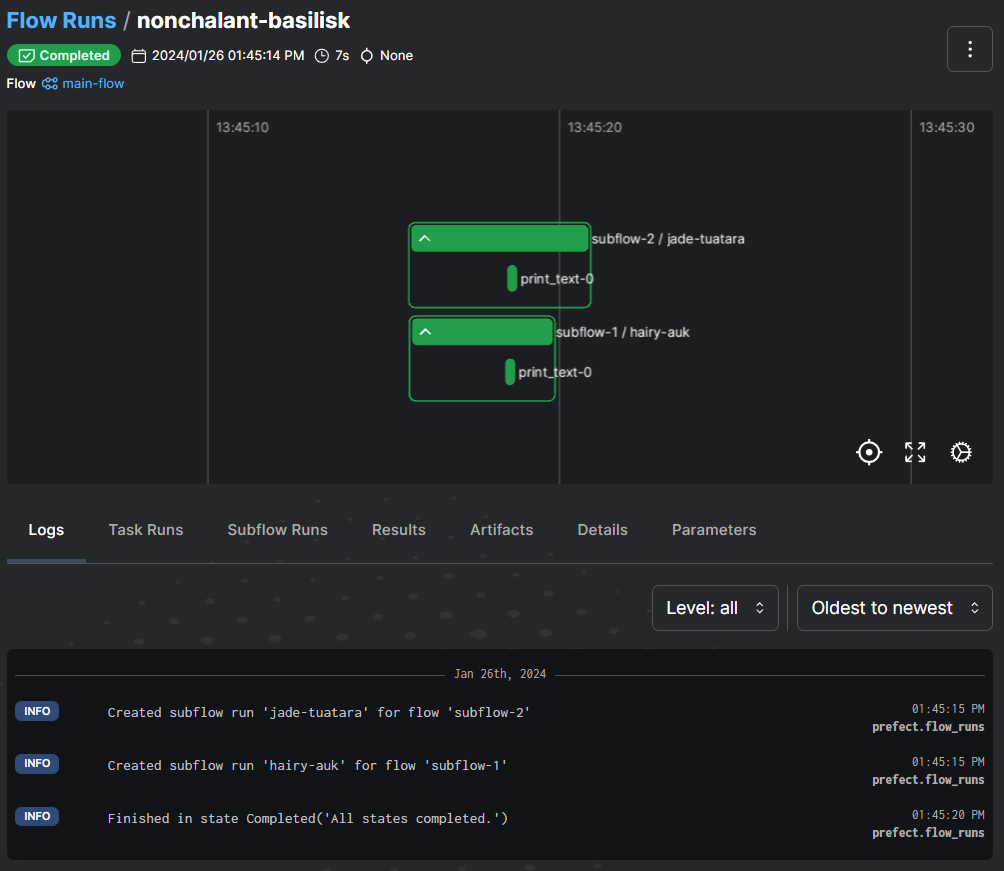 Flow Runs / nonchalant-basilisk
Completed 2024/01/26 01:45:14 PM 7s None
Flow main-flow
13:45:10 13:45:20 13:45:30
subflow-2 / jade-tuatara
print_text-0
subflow-1 / hairy-auk
print_text-0
Logs Task Runs Subflow Runs Results Artifacts Details Parameters
Level: all Oldest to newest
Jan 26th, 2024
INFO Created subflow run 'jade-tuatara' for flow 'subflow-2' 01:45:15 PM
prefect.flow_runs
INFO Created subflow run 'hairy-auk' for flow 'subflow-1' 01:45:15 PM
prefect.flow_runs
INFO Finished in state Completed('All states completed.') 01:45:20 PM
prefect.flow_runs